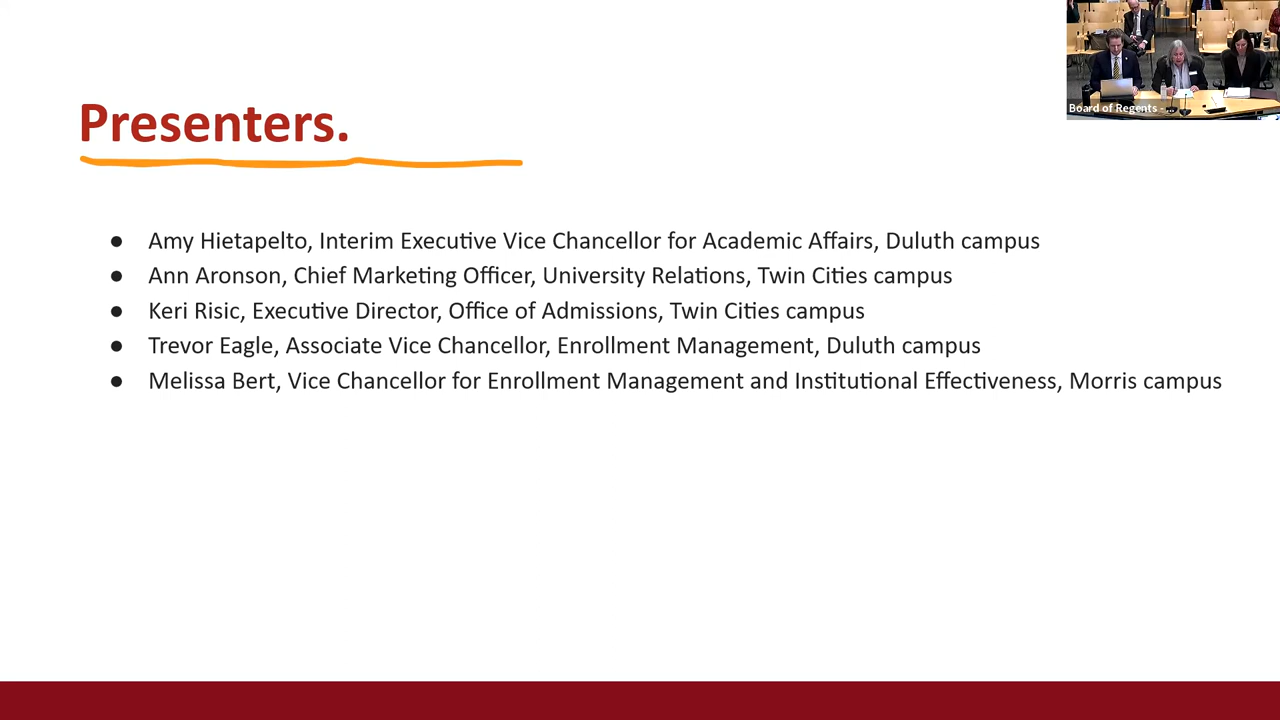 Presenters.
Board of Regents - ...
Amy Hietapelto, Interim Executive Vice Chancellor for Academic Affairs, Duluth campus
Ann Aronson, Chief Marketing Officer, University Relations, Twin Cities campus
Keri Risic, Executive Director, Office of Admissions, Twin Cities campus
Trevor Eagle, Associate Vice Chancellor, Enrollment Management, Duluth campus
Melissa Bert, Vice Chancellor for Enrollment Management and Institutional Effectiveness, Morris campus